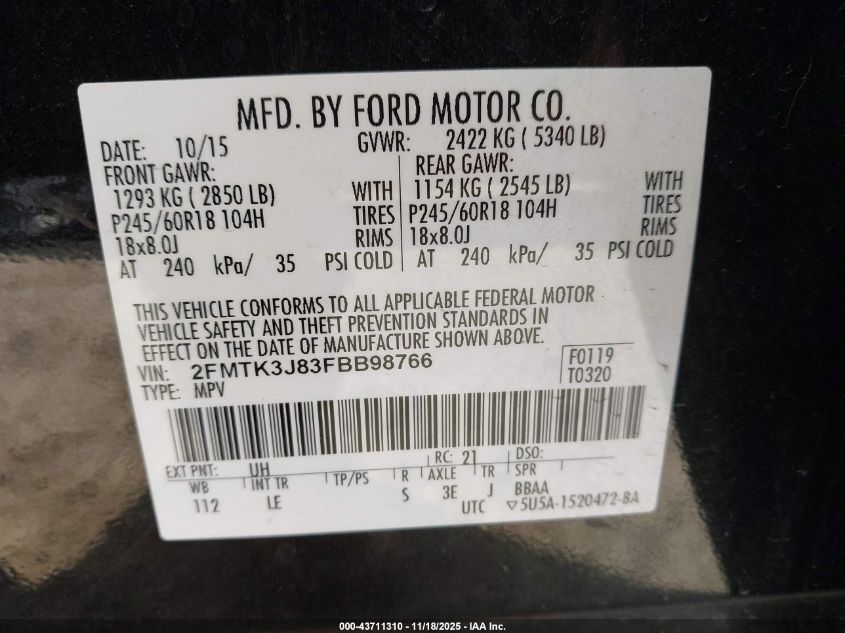 MFD. BY FORD MOTOR CO.
DATE: 10/15 GVWR: 2422 KG ( 5340 LB)
FRONT GAWR: REAR GAWR:
1293 KG ( 2850 LB) WITH 1154 KG ( 2545 LB) WITH
P245/60R18 104H TIRES P245/60R18 104H TIRES
18x8.0J RIMS 18x8.0J RIMS
AT 240 kPa/ 35 PSI COLD AT 240 kPa/ 35 PSI COLD
THIS VEHICLE CONFORMS TO ALL APPLICABLE FEDERAL MOTOR
VEHICLE SAFETY AND THEFT PREVENTION STANDARDS IN
EFFECT ON THE DATE OF MANUFACTURE SHOWN ABOVE.
VIN: 2FMTK3J83FBB98766 F0119
TYPE: MPV T0320
EXT PNT: UH RC: 21 DSO:
WB INT TR TP/PS R AXLE TR SPR
112 LE S 3E J BBAA
UTC ▽5U5A-1520472-BA
000-43711310 - 11/18/2025 - IAA Inc.